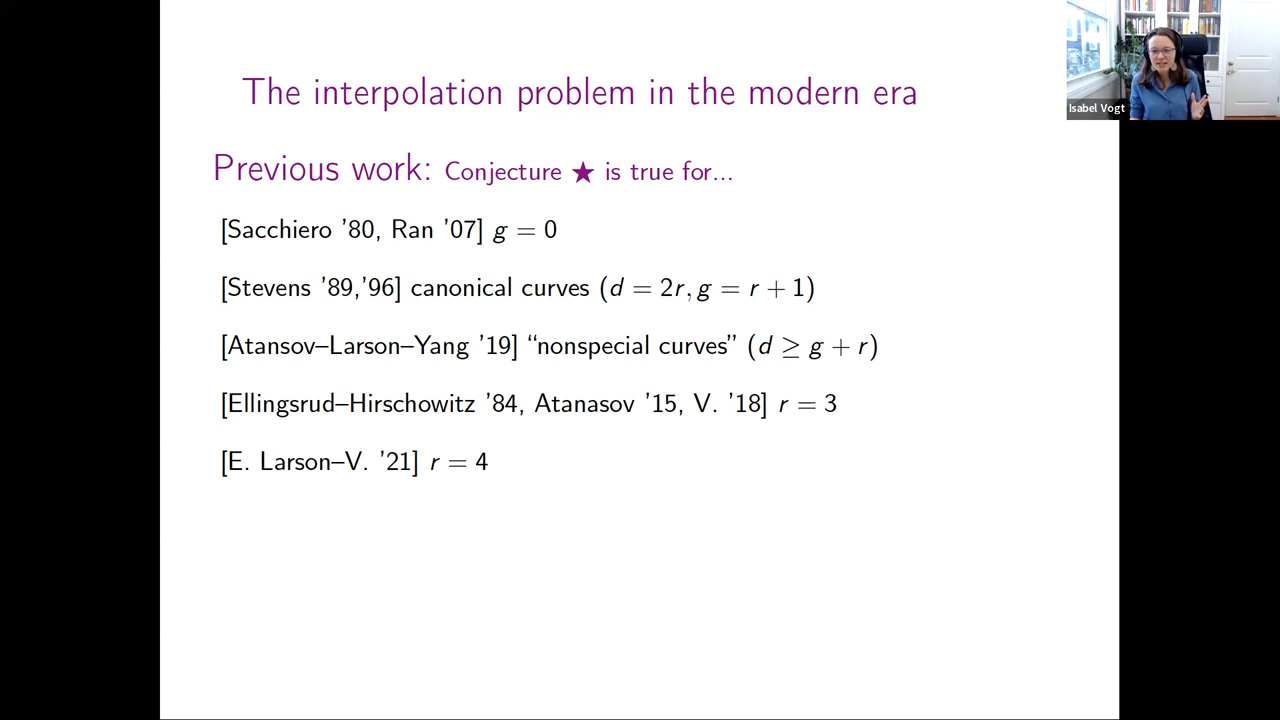 The interpolation problem in the modern era
Isabel Vogt
Previous work: Conjecture ★ is true for...
[Sacchiero '80, Ran '07] g = 0
[Stevens '89,'96] canonical curves (d = 2r, g = r + 1)
[Atansov–Larson–Yang '19] “nonspecial curves” (d ≥ g + r)
[Ellingsrud–Hirschowitz '84, Atanasov '15, V. '18] r = 3
[E. Larson–V. '21] r = 4